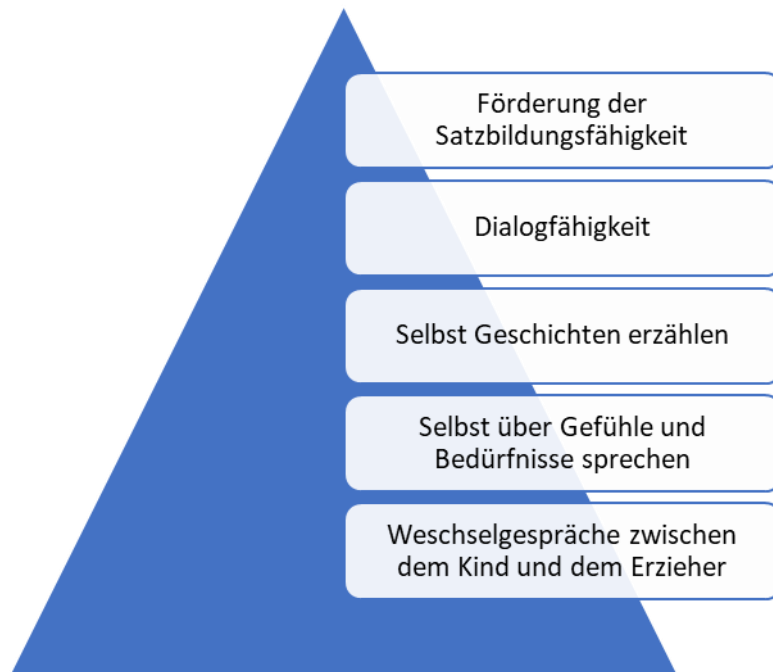 Förderung der
Satzbildungsfähigkeit
Dialogfähigkeit
Selbst Geschichten erzählen
Selbst über Gefühle und
Bedürfnisse sprechen
Weschselgespräche zwischen
dem Kind und dem Erzieher